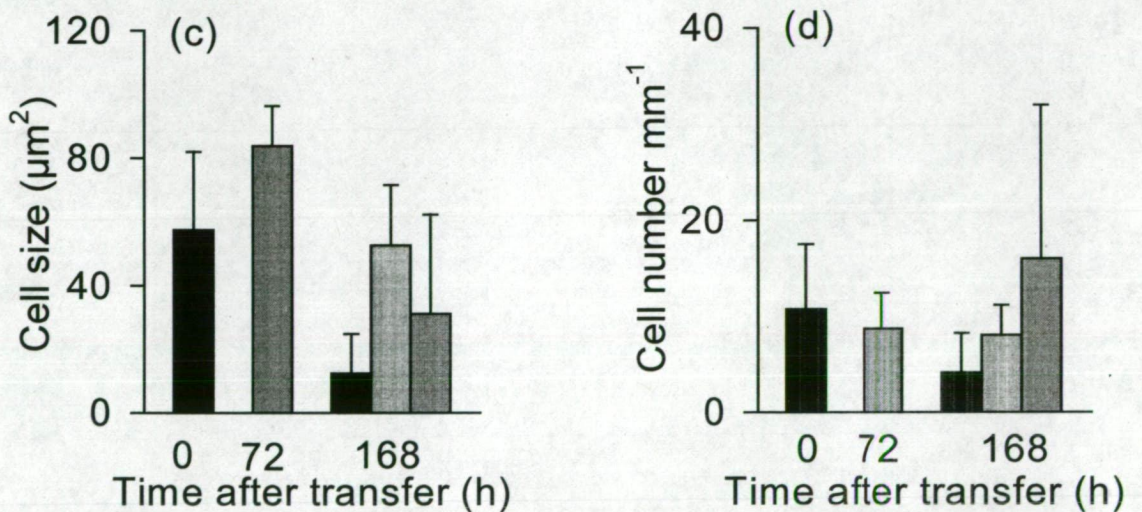 (c)
Cell size (µm²)
120
80
40
0
0 72 168
Time after transfer (h)
(d)
Cell number mm⁻¹
40
20
0
0 72 168
Time after transfer (h)